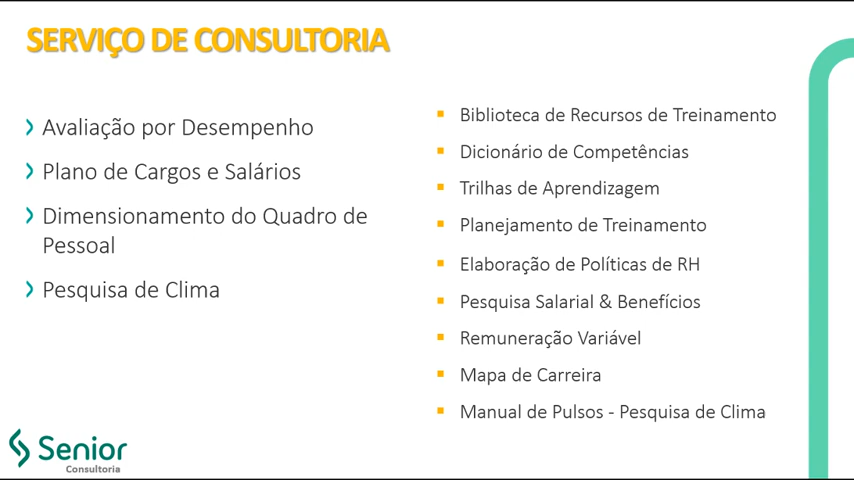 SERVIÇO DE CONSULTORIA
Avaliação por Desempenho
Plano de Cargos e Salários
Dimensionamento do Quadro de
Pessoal
Pesquisa de Clima
Biblioteca de Recursos de Treinamento
Dicionário de Competências
Trilhas de Aprendizagem
Planejamento de Treinamento
Elaboração de Políticas de RH
Pesquisa Salarial & Benefícios
Remuneração Variável
Mapa de Carreira
Manual de Pulsos - Pesquisa de Clima
Senior
Consultoria